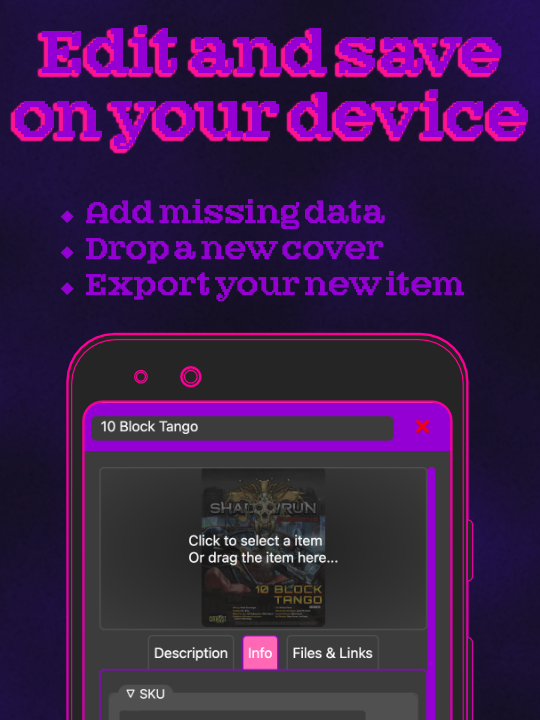 Edit and save
on your device
Add missing data
Drop a new cover
Export your new item
10 Block Tango
SHADOWRUN
Click to select a item
Or drag the item here...
10 BLOCK
TANGO
Description
Info
Files & Links
∇ SKU